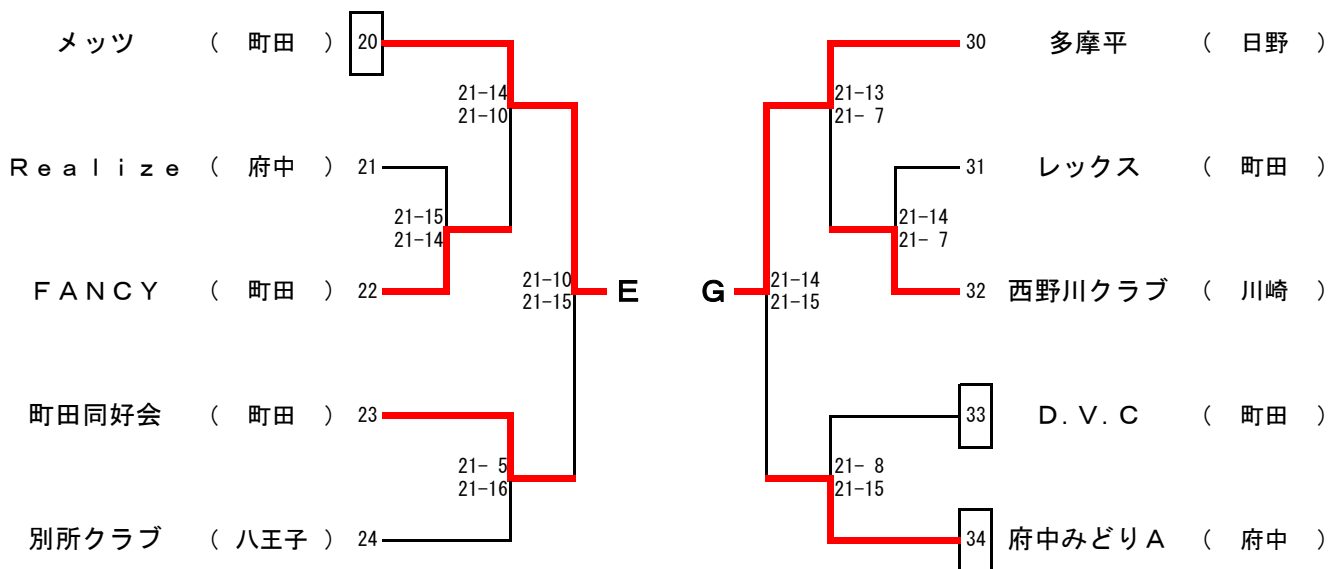 メッツ ( 町田 ) 20
21-14
21-10
Ｒｅａｌｉｚｅ ( 府中 ) 21
21-15
21-14
ＦＡＮＣＹ ( 町田 ) 22
21-10
21-15
E
町田同好会 ( 町田 ) 23
21- 5
21-16
別所クラブ ( 八王子 ) 24
30 多摩平 ( 日野 )
21-13
21- 7
31 レックス ( 町田 )
21-14
21- 7
32 西野川クラブ ( 川崎 )
G
21-14
21-15
33 Ｄ．Ｖ．Ｃ ( 町田 )
21- 8
21-15
34 府中みどりＡ ( 府中 )